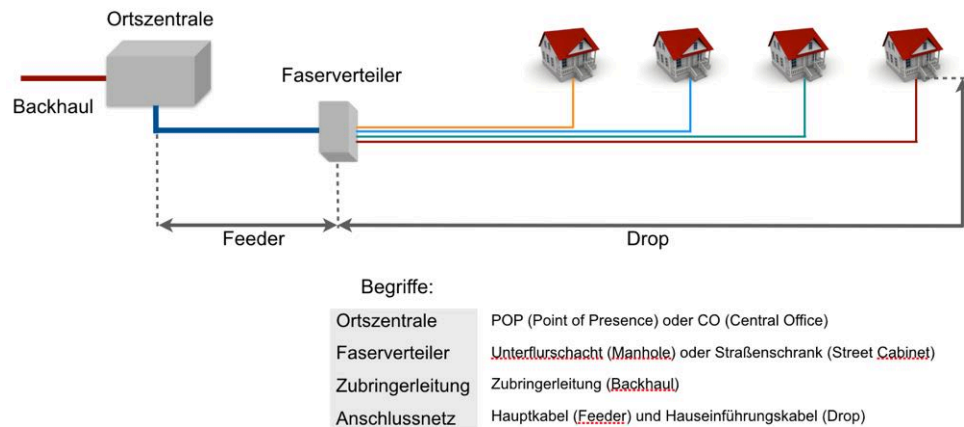 Ortszentrale
Backhaul
Faserverteiler
Feeder
Drop
Begriffe:
Ortszentrale POP (Point of Presence) oder CO (Central Office)
Faserverteiler Unterflurschacht (Manhole) oder Straßenschrank (Street Cabinet)
Zubringerleitung Zubringerleitung (Backhaul)
Anschlussnetz Hauptkabel (Feeder) und Hauseinführungskabel (Drop)